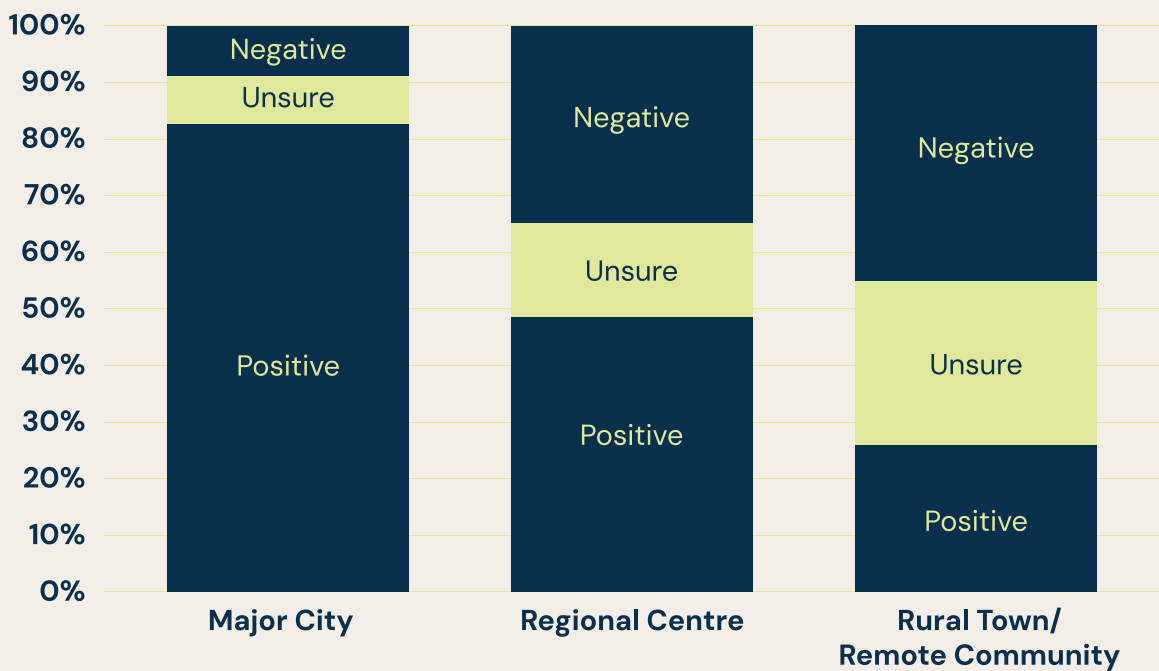 100%
90%
80%
70%
60%
50%
40%
30%
20%
10%
0%
Negative
Unsure
Positive
Negative
Unsure
Positive
Negative
Unsure
Positive
Major City
Regional Centre
Rural Town/
Remote Community